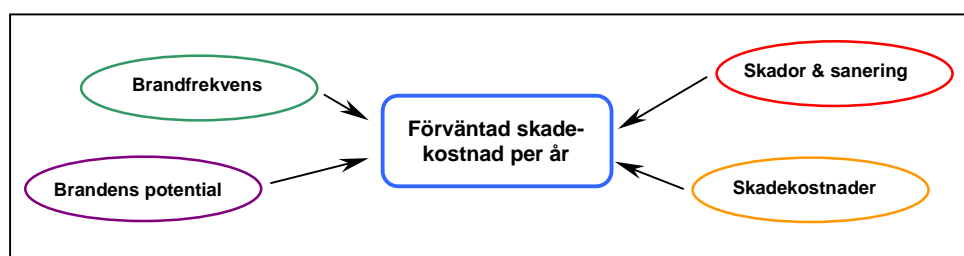 Brandfrekvens
Skador & sanering
Förväntad skade-
kostnad per år
Brandens potential
Skadekostnader